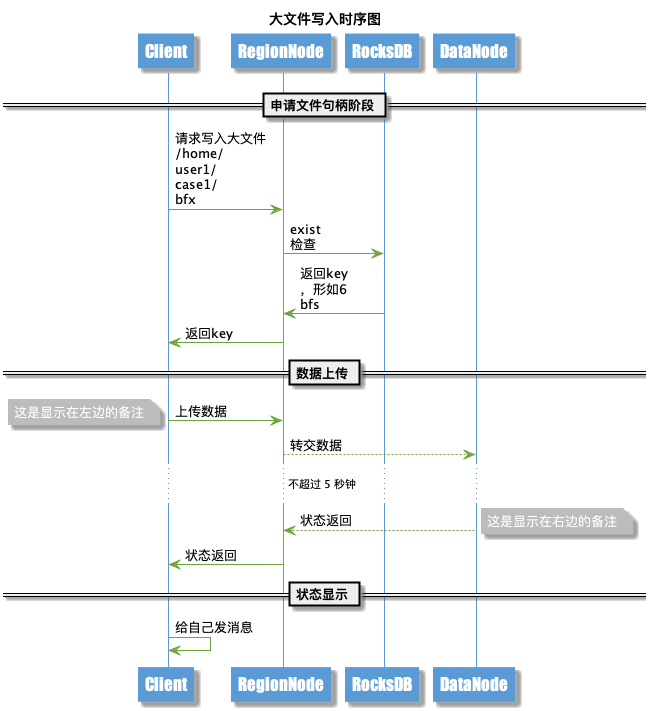 大文件写入时序图
Client RegionNode RocksDB DataNode
申请文件句柄阶段
请求写入大文件
/home/
user1/
case1/
bfx
exist
检查
返回key
，形如6
bfs
返回key
数据上传
这是显示在左边的备注
上传数据
转交数据
不超过 5 秒钟
状态返回
这是显示在右边的备注
状态返回
状态显示
给自己发消息
Client RegionNode RocksDB DataNode